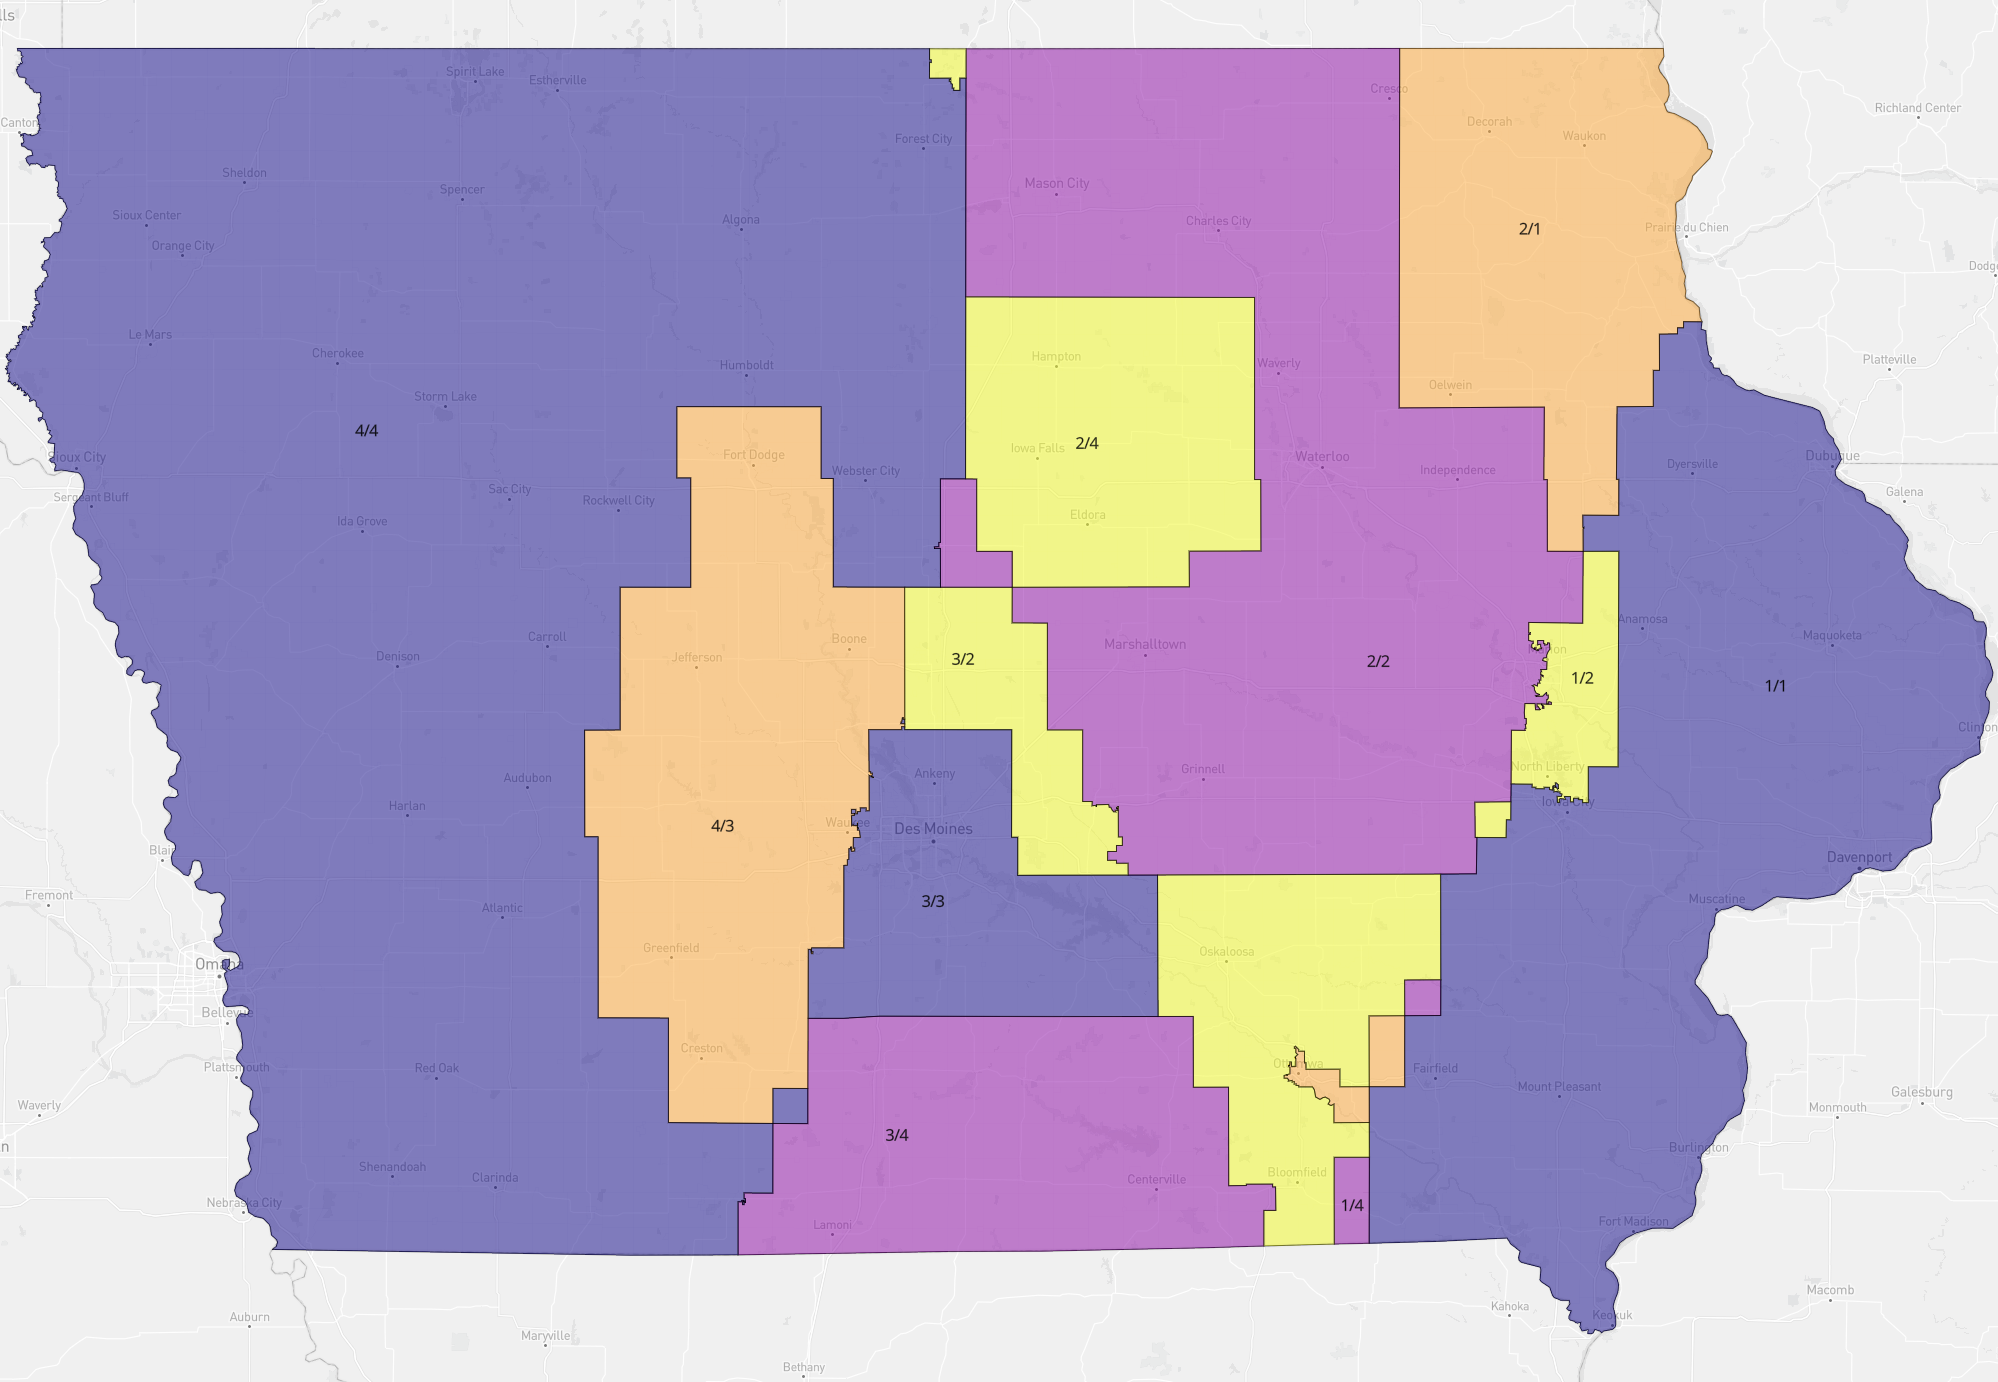 lls
Spirit Lake
Estherville
Cresco
Richland Center
Canton
Decorah
Waukon
Forest City
Sheldon
Spencer
Mason City
Sioux Center
Algona
Charles City
2/1
Prairie du Chien
Orange City
Dodge
Le Mars
Cherokee
Hampton
Waverly
Platteville
Humboldt
Oelwein
Storm Lake
4/4
2/4
Iowa Falls
Sioux City
Fort Dodge
Webster City
Waterloo
Independence
Dyersville
Dubuque
Sergeant Bluff
Sac City
Rockwell City
Galena
Ida Grove
Eldora
Carroll
Boone
Anamosa
Maquoketa
Denison
Jefferson
3/2
Marshalltown
2/2
1/2
1/1
Clinton
Audubon
Ankeny
Grinnell
North Liberty
Harlan
Iowa City
4/3
Waukee
Des Moines
Blair
Davenport
Fremont
Atlantic
3/3
Muscatine
Greenfield
Oskaloosa
Omaha
Bellevue
Creston
Ottumwa
Plattsmouth
Red Oak
Fairfield
Mount Pleasant
Galesburg
Waverly
Monmouth
n
3/4
Burlington
Shenandoah
Clarinda
Centerville
Bloomfield
Nebraska City
1/4
Lamoni
Fort Madison
Auburn
Kahoka
Keokuk
Macomb
Maryville
Bethany